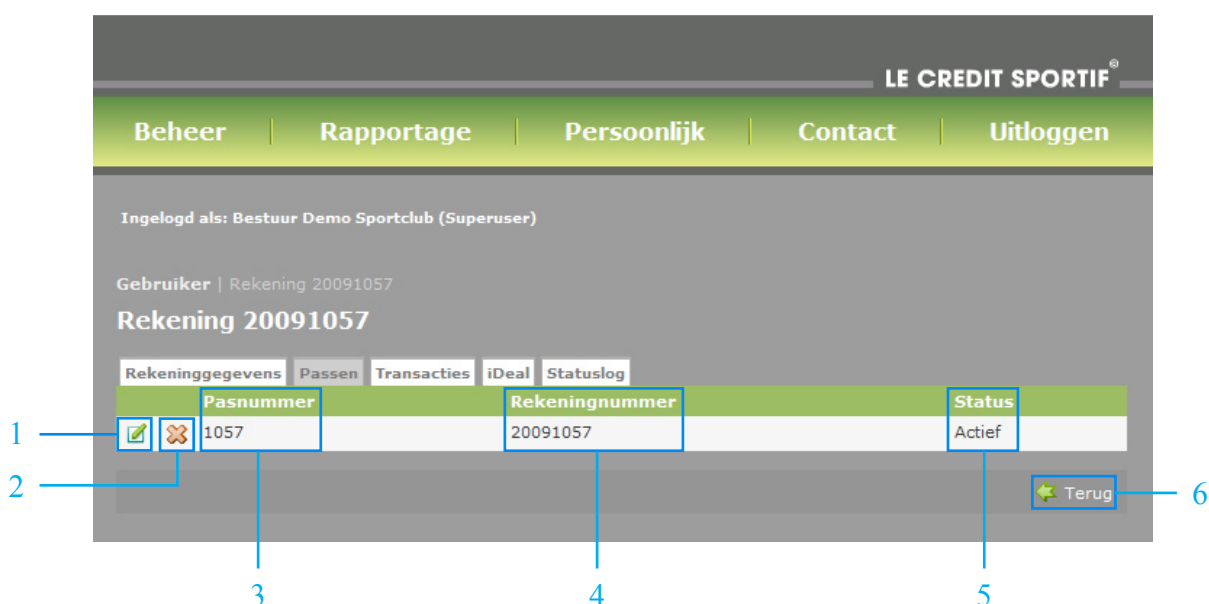 LE CREDIT SPORTIF®
Beheer Rapportage Persoonlijk Contact Uitloggen
Ingelogd als: Bestuur Demo Sportclub (Superuser)
Gebruiker | Rekening 20091057
Rekening 20091057
Rekeninggegevens Passen Transacties iDeal Statuslog
Pasnummer Rekeningnummer Status
1 1057 20091057 Actief
2 Terug 6
3 4 5